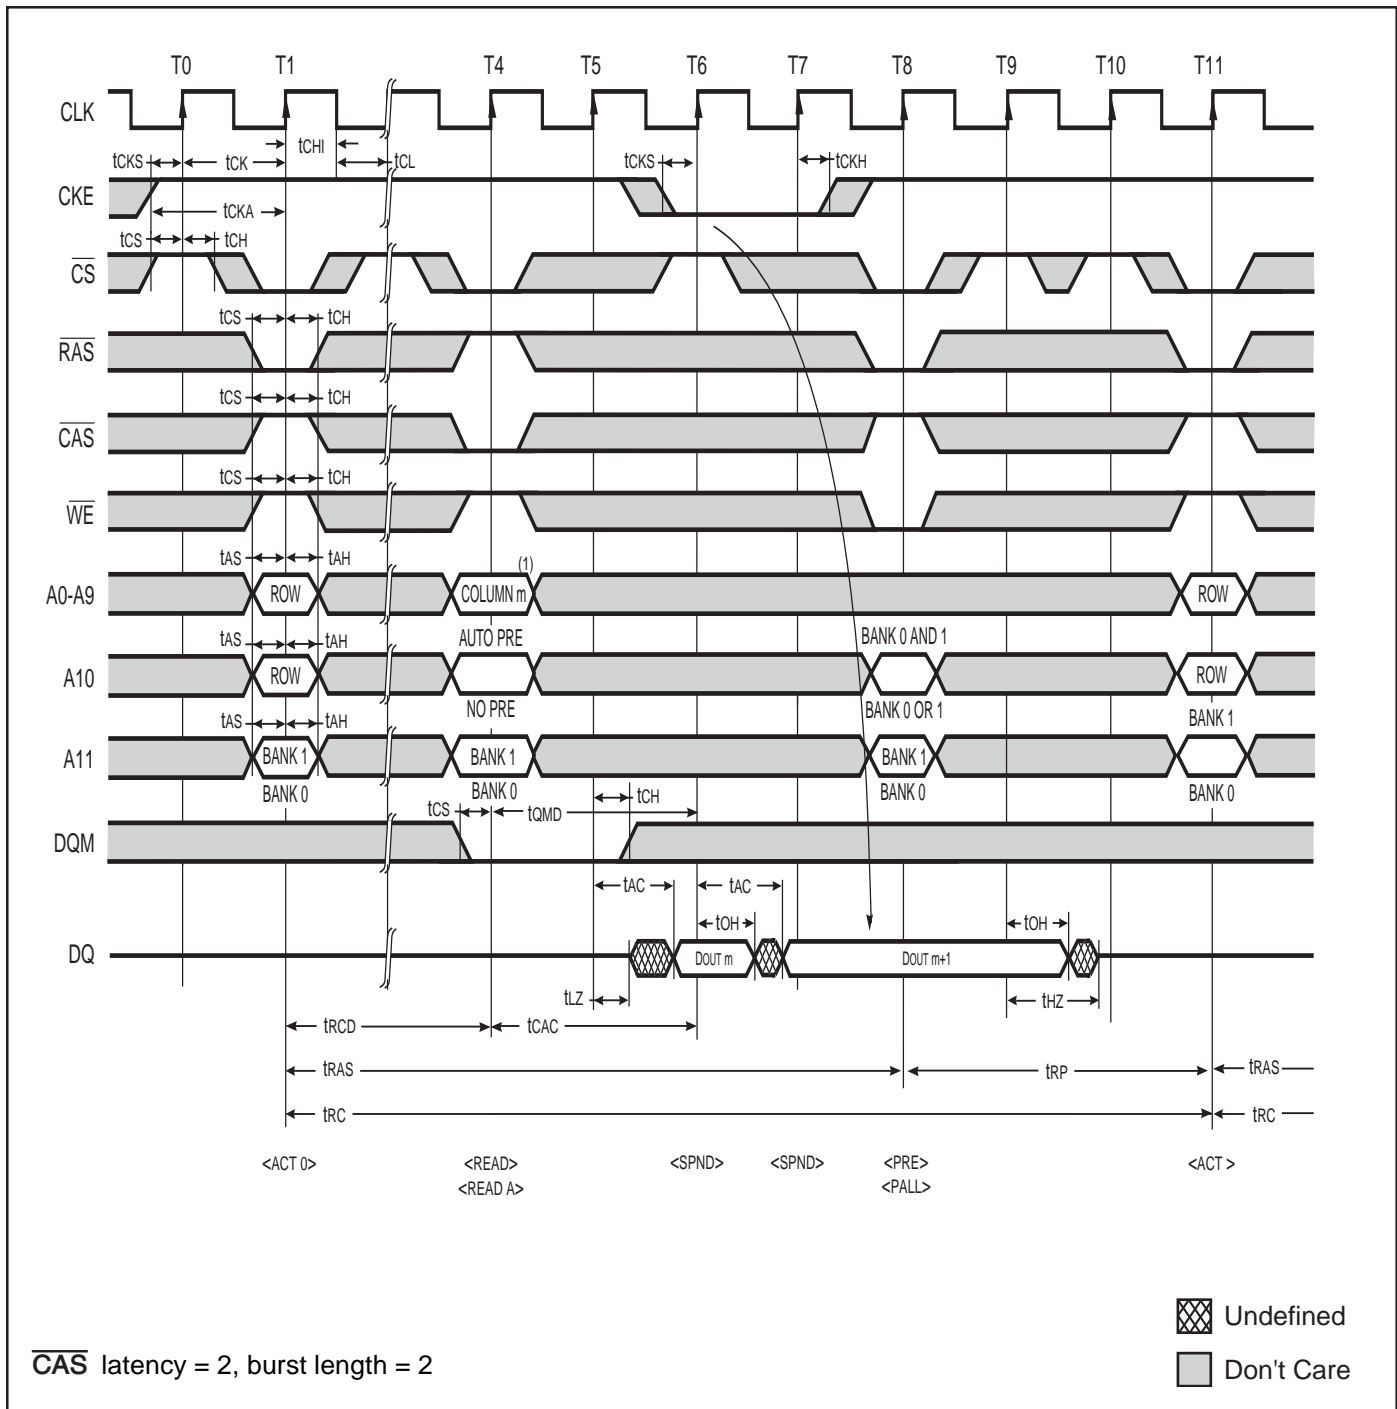 T0 T1 T4 T5 T6 T7 T8 T9 T10 T11
CLK
tCHI
tCKS tCK tCL tCKS tCKH
CKE
tCKA
tCS tCH
CS
tCS tCH
RAS
tCS tCH
CAS
tCS tCH
WE
tAS tAH (1)
A0-A9 ROW COLUMN m ROW
tAS tAH AUTO PRE BANK 0 AND 1
A10 ROW ROW
NO PRE BANK 0 OR 1 BANK 1
tAS tAH
A11 BANK 1 BANK 1 BANK 1
BANK 0 BANK 0 BANK 0 BANK 0
tCS tQMD tCH
DQM
tAC tAC
tOH tOH
DQ DOUT m DOUT m+1
tLZ tHZ
tRCD tCAC
tRAS tRP tRAS
tRC tRC
<ACT 0> <READ> <SPND> <SPND> <PRE> <ACT >
<READ A> <PALL>
Undefined
CAS latency = 2, burst length = 2
Don't Care